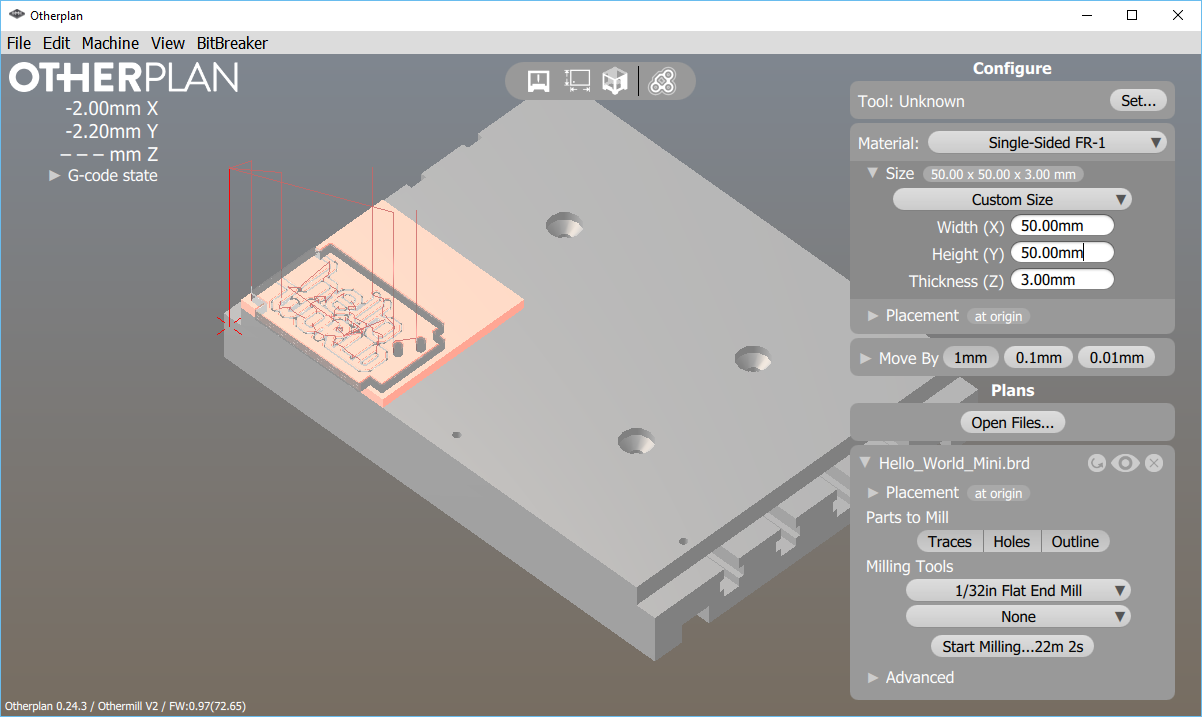 Otherplan
File Edit Machine View BitBreaker
OTHERPLAN
-2.00mm X
-2.20mm Y
– – – mm Z
G-code state
Configure
Tool: Unknown Set...
Material: Single-Sided FR-1
Size 50.00 x 50.00 x 3.00 mm
Custom Size
Width (X) 50.00mm
Height (Y) 50.00mm
Thickness (Z) 3.00mm
Placement at origin
Move By 1mm 0.1mm 0.01mm
Plans
Open Files...
Hello_World_Mini.brd
Placement at origin
Parts to Mill
Traces Holes Outline
Milling Tools
1/32in Flat End Mill
None
Start Milling...22m 2s
Advanced
Otherplan 0.24.3 / Othermill V2 / FW:0.97(72.65)